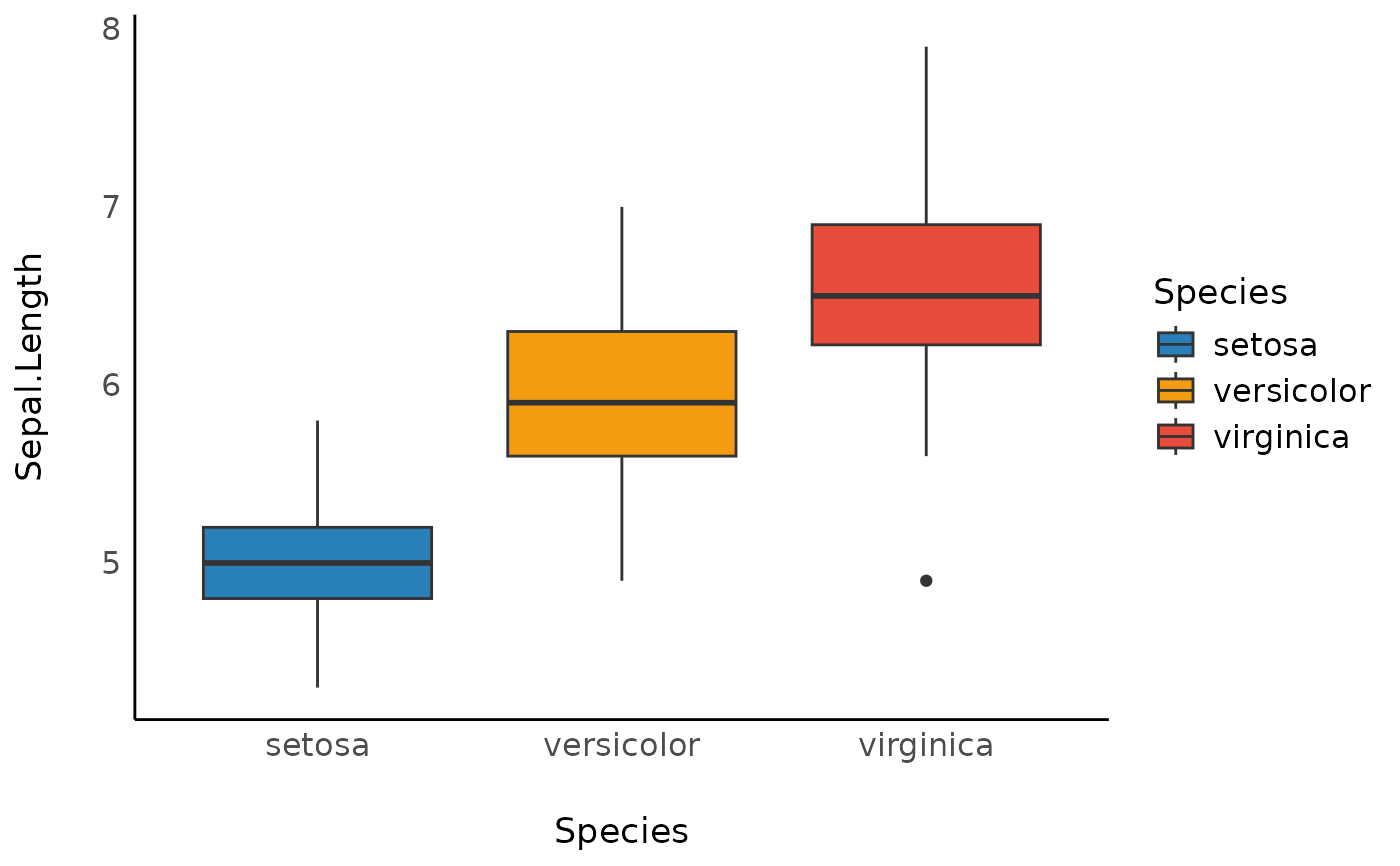 8
7
6
5
Sepal.Length
setosa
versicolor
virginica
Species
Species
setosa
versicolor
virginica